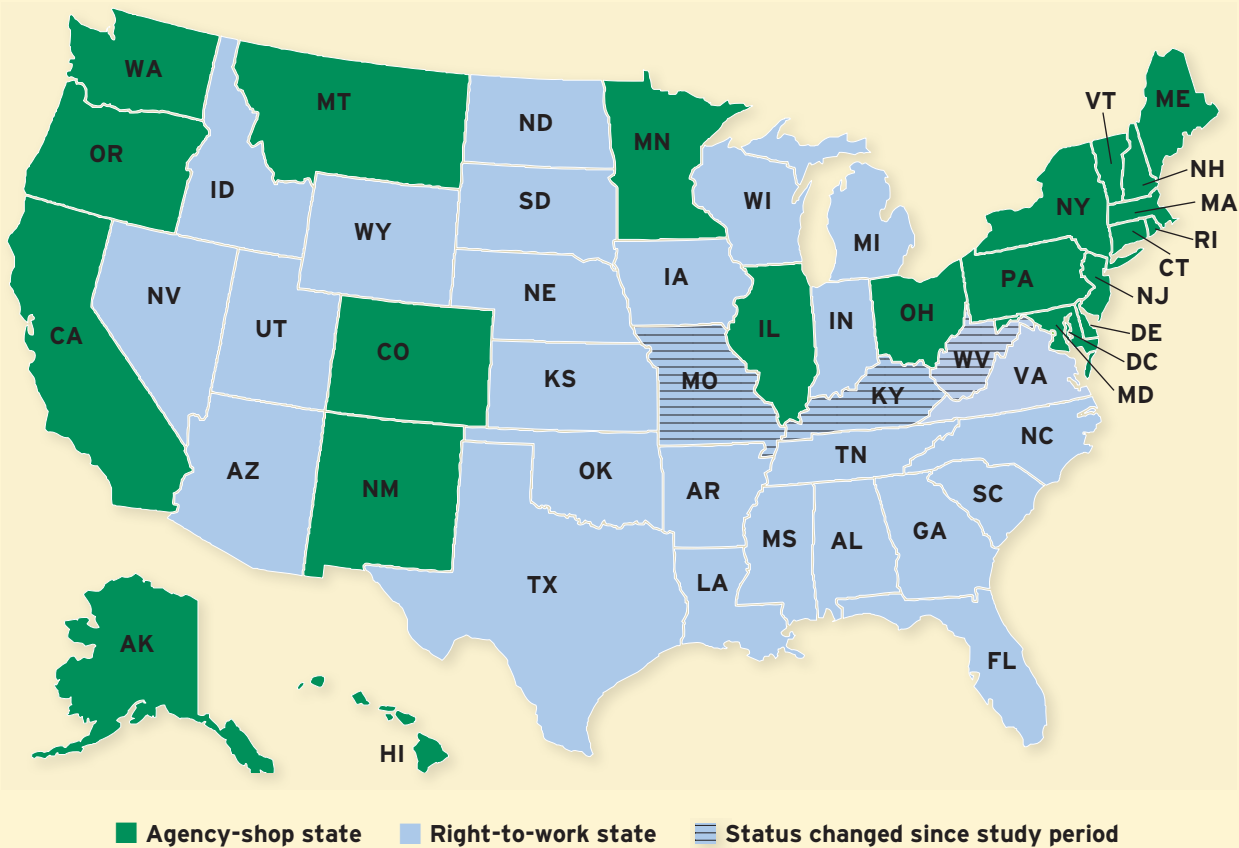 WA
MT
ND
MN
VT
ME
OR
ID
SD
WI
NH
MA
NY
WY
MI
RI
CT
IA
PA
NJ
NV
NE
UT
IL
IN
OH
CA
CO
DE
DC
MD
WV
VA
KS
MO
KY
NC
TN
AZ
OK
NM
AR
SC
MS
AL
GA
TX
LA
AK
FL
HI
Agency-shop state Right-to-work state Status changed since study period